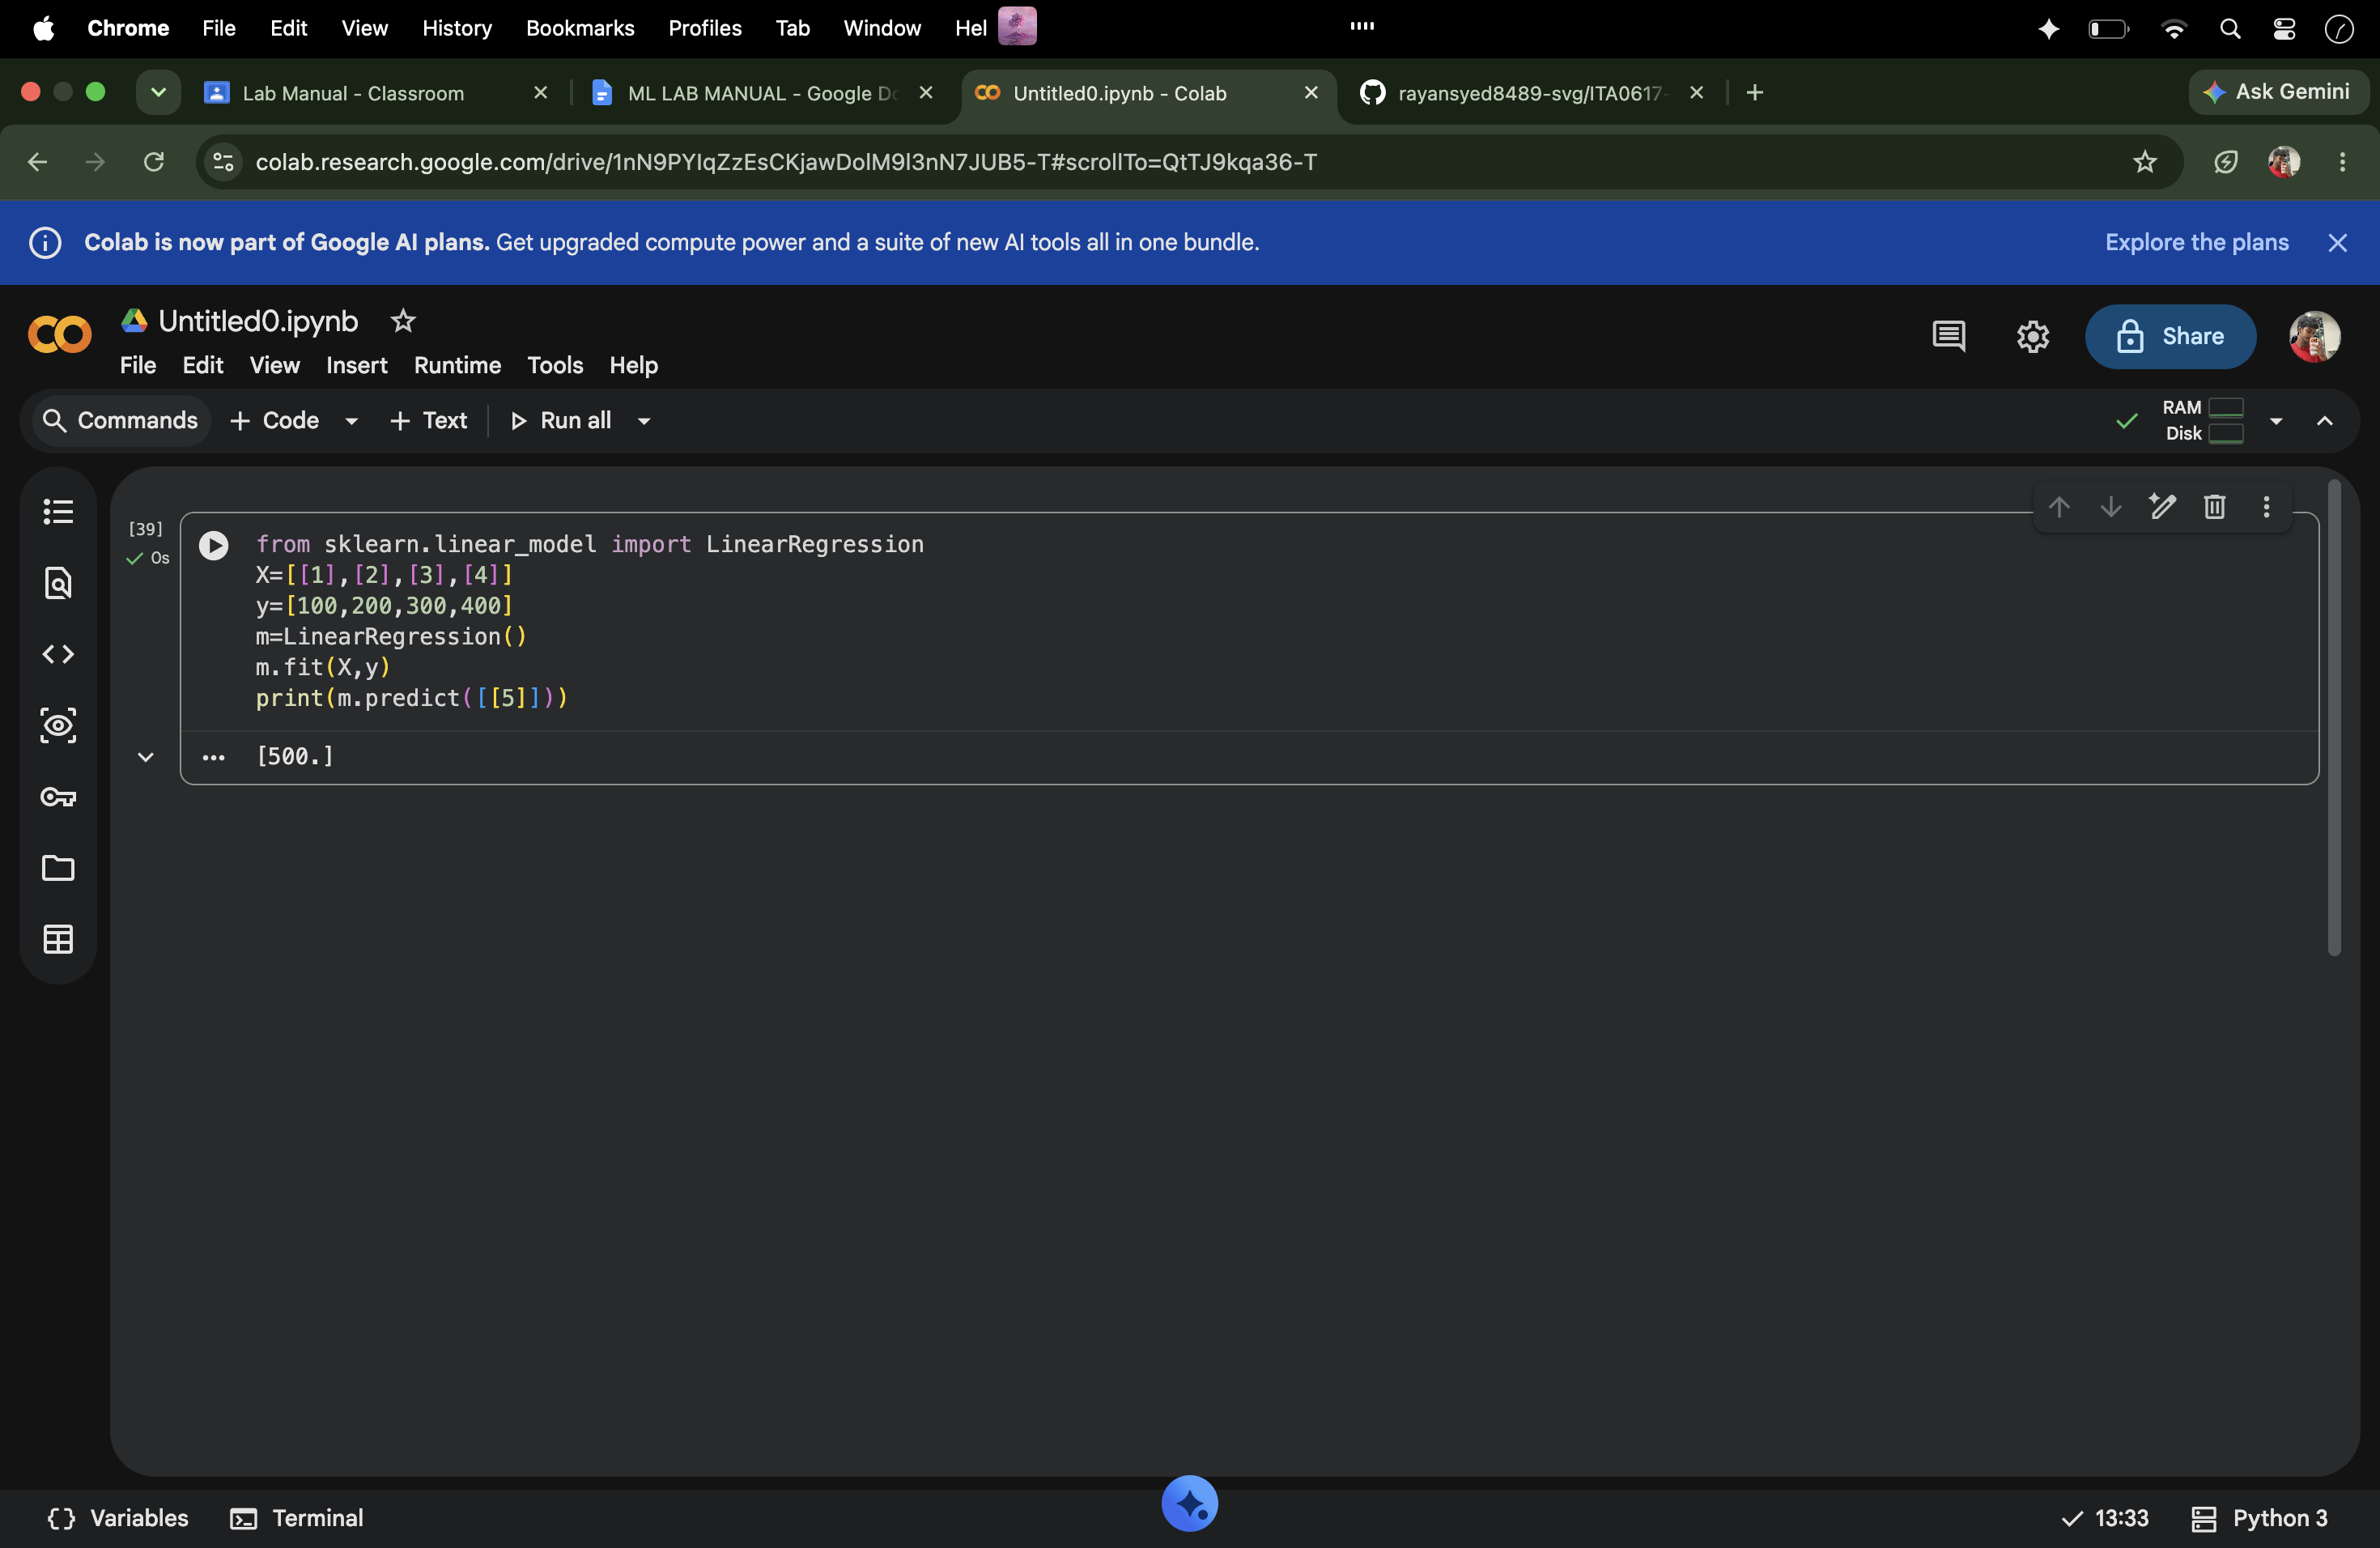 Chrome File Edit View History Bookmarks Profiles Tab Window Hel
Lab Manual - Classroom
ML LAB MANUAL - Google Do
Untitled0.ipynb - Colab
rayansyed8489-svg/ITA0617-
Ask Gemini
colab.research.google.com/drive/1nN9PYIqZzEsCKjawDolM9l3nN7JUB5-T#scrollTo=QtTJ9kqa36-T
Colab is now part of Google AI plans. Get upgraded compute power and a suite of new AI tools all in one bundle.
Explore the plans
Untitled0.ipynb
File Edit View Insert Runtime Tools Help
Share
Commands + Code + Text Run all
RAM
Disk
[39]
0s
from sklearn.linear_model import LinearRegression
X=[[1],[2],[3],[4]]
y=[100,200,300,400]
m=LinearRegression()
m.fit(X,y)
print(m.predict([[5]]))
[500.]
Variables
Terminal
13:33
Python 3